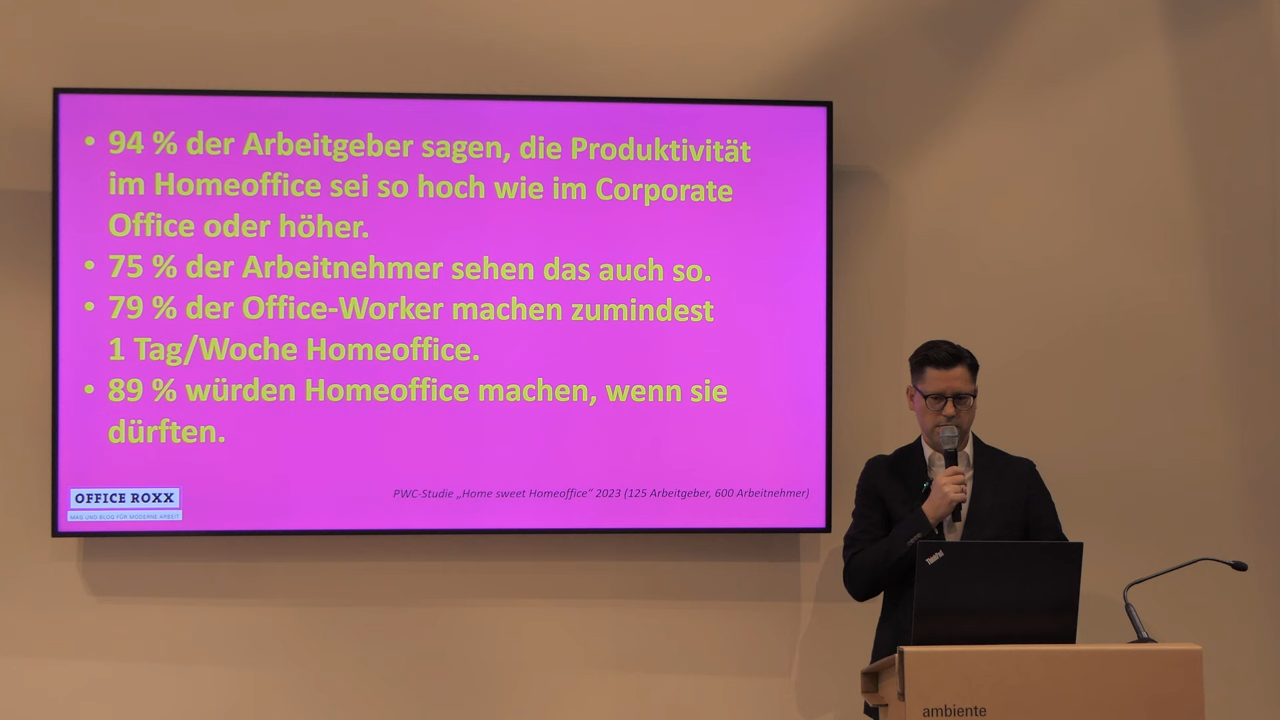 • 94 % der Arbeitgeber sagen, die Produktivität
im Homeoffice sei so hoch wie im Corporate
Office oder höher.
• 75 % der Arbeitnehmer sehen das auch so.
• 79 % der Office-Worker machen zumindest
1 Tag/Woche Homeoffice.
• 89 % würden Homeoffice machen, wenn sie
dürften.
PWC-Studie „Home sweet Homeoffice“ 2023 (125 Arbeitgeber, 600 Arbeitnehmer)
OFFICE ROXX
MAG UND BLOG FÜR MODERNE ARBEIT
ThinkPad
ambiente